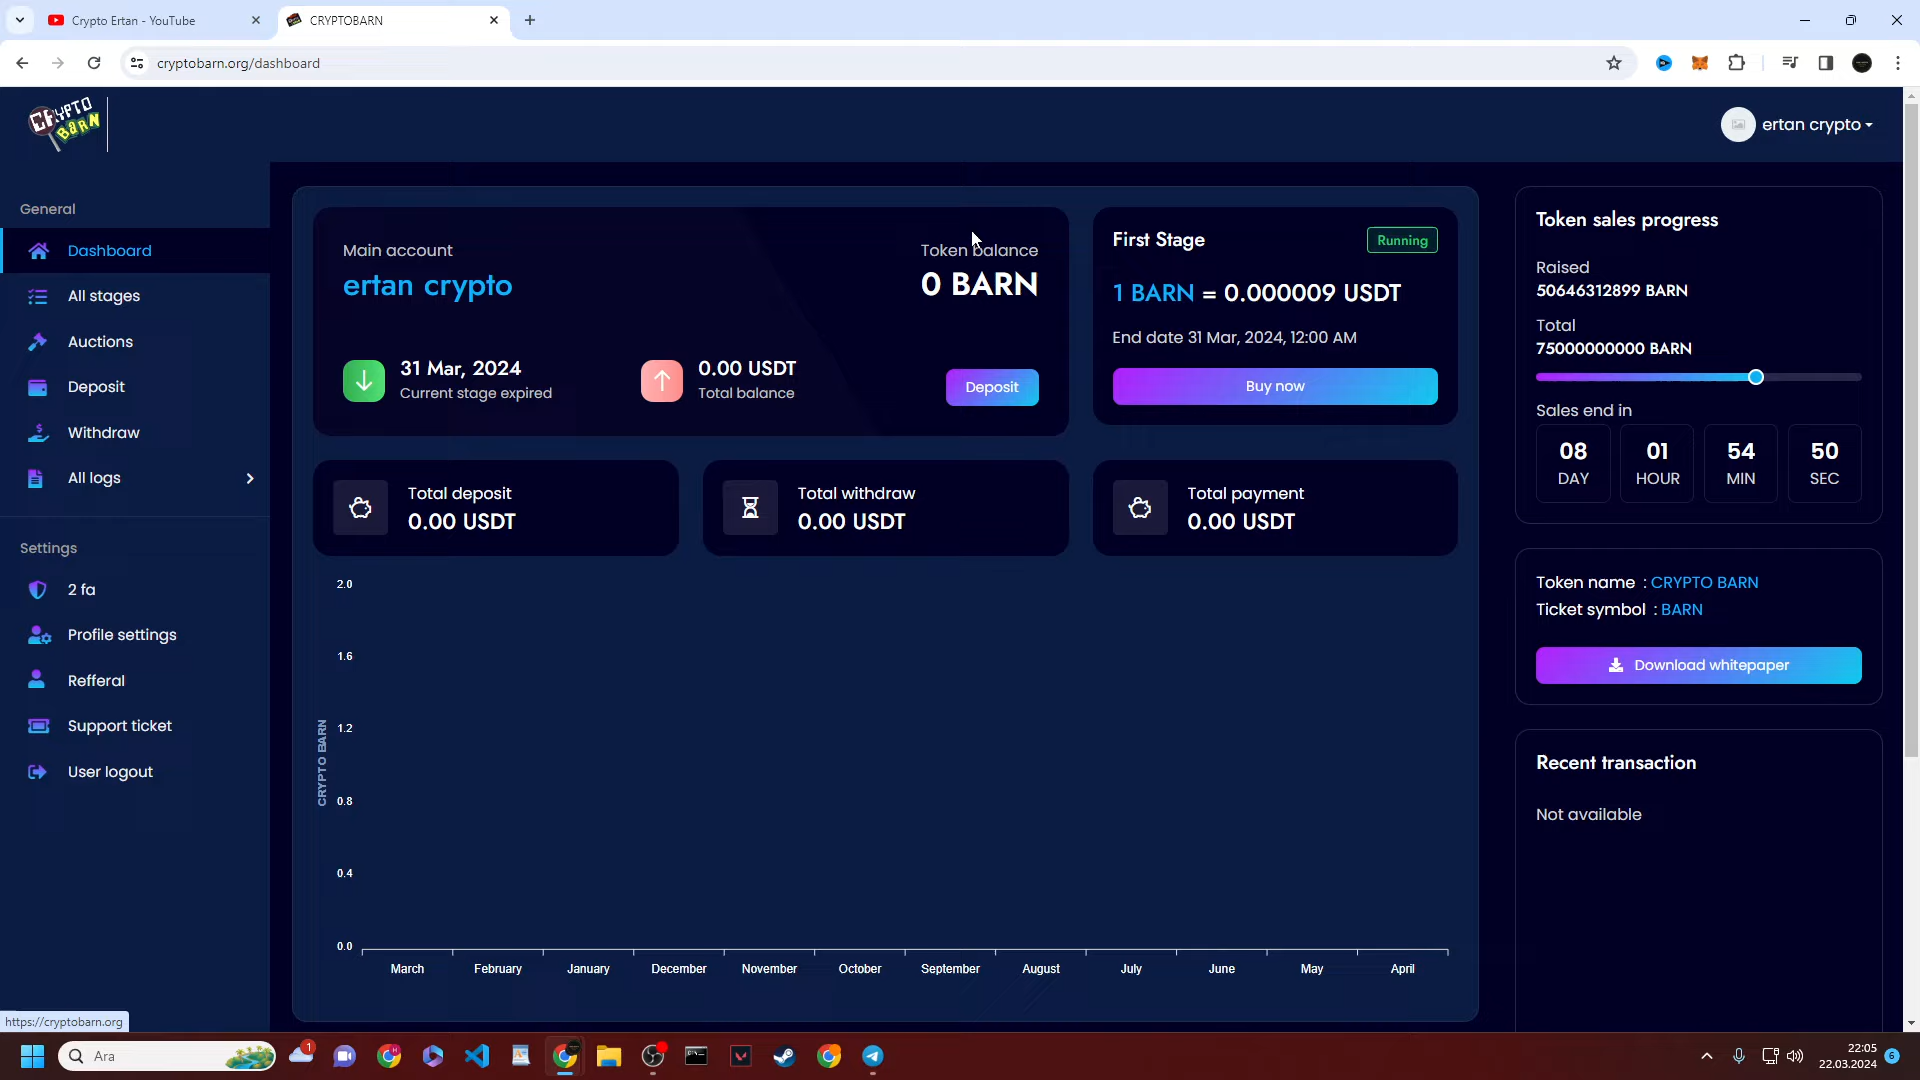 Crypto Ertan - YouTube
CRYPTOBARN
cryptobarn.org/dashboard
CRYPTO
BARN
ertan crypto
General
Dashboard
All stages
Auctions
Deposit
Withdraw
All logs
Settings
2 fa
Profile settings
Refferal
Support ticket
User logout
Main account
ertan crypto
Token balance
0 BARN
31 Mar, 2024
Current stage expired
0.00 USDT
Total balance
Deposit
First Stage
Running
1 BARN = 0.000009 USDT
End date 31 Mar, 2024, 12:00 AM
Buy now
Total deposit
0.00 USDT
Total withdraw
0.00 USDT
Total payment
0.00 USDT
2.0
1.6
1.2
0.8
0.4
0.0
CRYPTO BARN
March February January December November October September August July June May April
Token sales progress
Raised
50646312899 BARN
Total
75000000000 BARN
Sales end in
08 01 54 50
DAY HOUR MIN SEC
Token name : CRYPTO BARN
Ticket symbol : BARN
Download whitepaper
Recent transaction
Not available
https://cryptobarn.org
Ara
1
22:05
22.03.2024
6